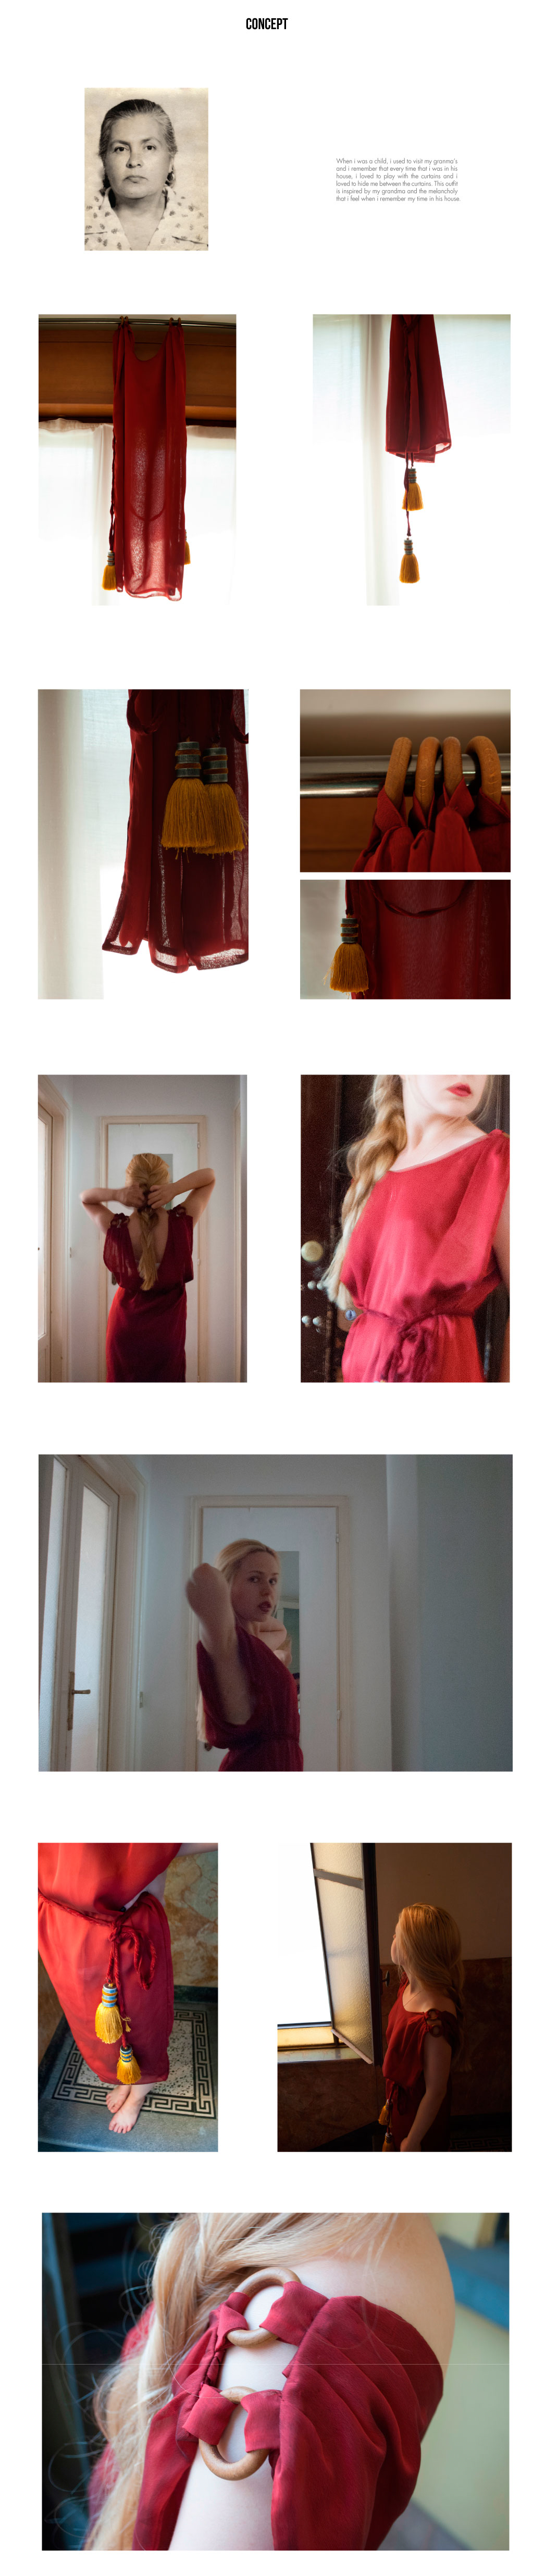 CONCEPT
When i was a child, i used to visit my granma's
and i remember that every time that i was in his
house, i loved to play with the curtains and i
loved to hide me between the curtains. This outfit
is inspired by my grandma and the melancholy
that i feel when i remember my time in his house.